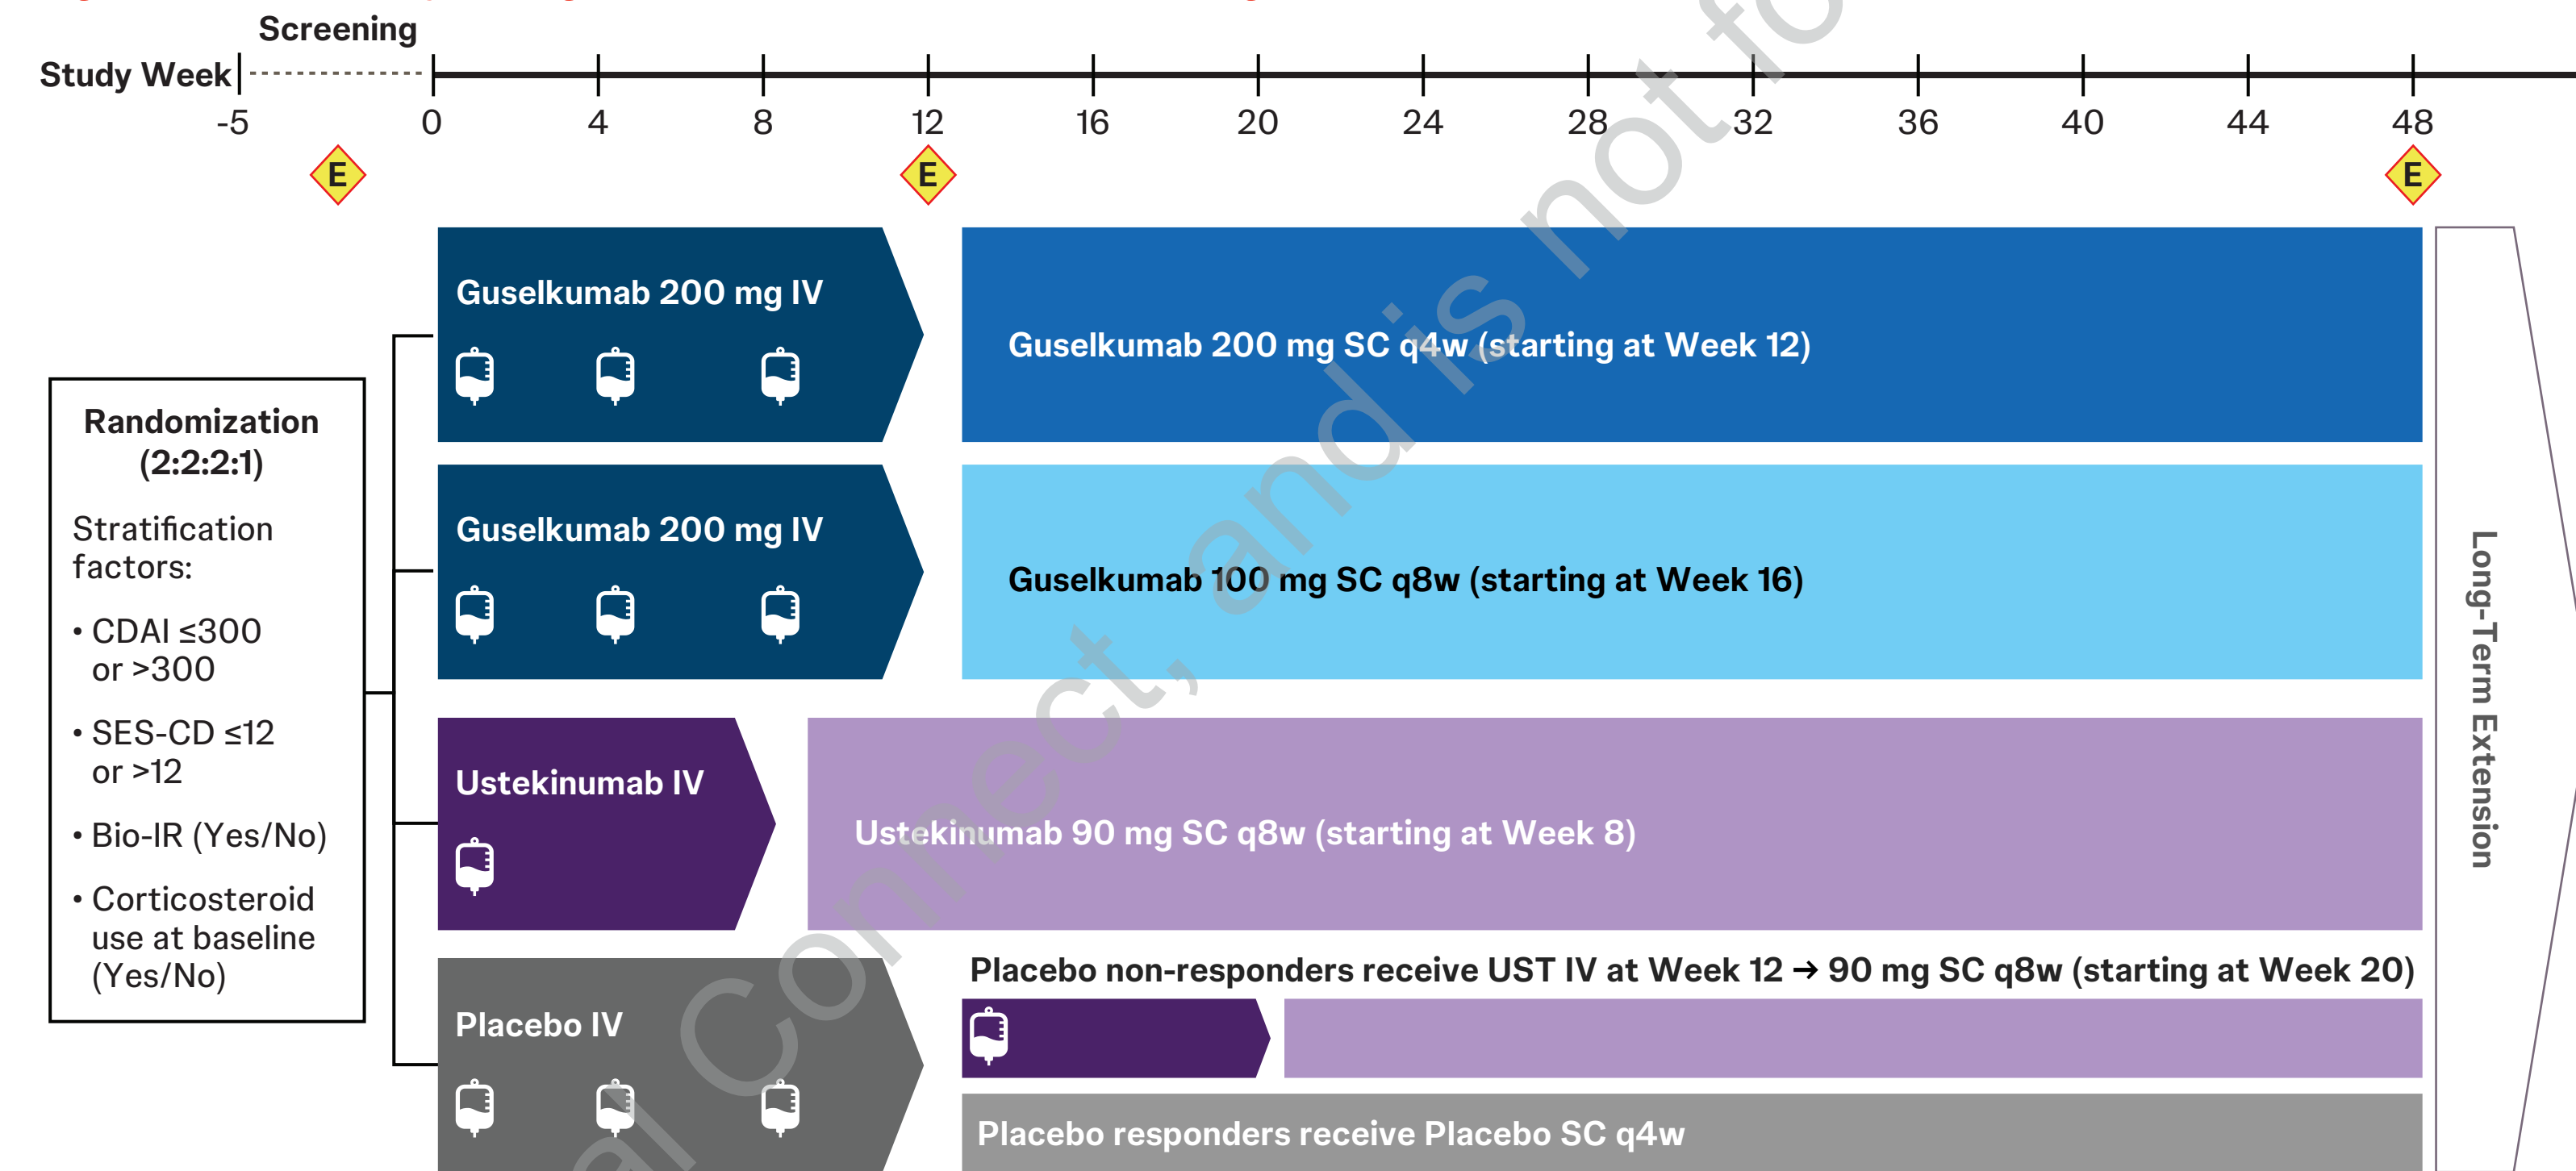 Screening
Study Week
-5 0 4 8 12 16 20 24 28 32 36 40 44 48
E E E
Guselkumab 200 mg IV
Guselkumab 200 mg SC q4w (starting at Week 12)
Randomization
(2:2:2:1)
Stratification
factors:
• CDAI ≤300
or >300
• SES-CD ≤12
or >12
• Bio-IR (Yes/No)
• Corticosteroid
use at baseline
(Yes/No)
Guselkumab 200 mg IV
Guselkumab 100 mg SC q8w (starting at Week 16)
Ustekinumab IV
Ustekinumab 90 mg SC q8w (starting at Week 8)
Placebo IV
Placebo non-responders receive UST IV at Week 12 → 90 mg SC q8w (starting at Week 20)
Placebo responders receive Placebo SC q4w
Long-Term Extension
Connect, and is not